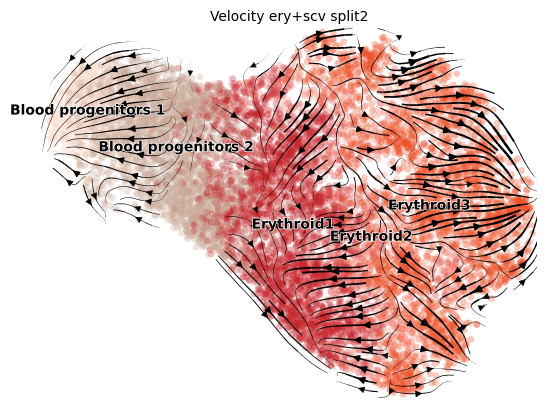 Velocity ery+scv split2
Blood progenitors 1
Blood progenitors 2
Erythroid3
Erythroid1
Erythroid2